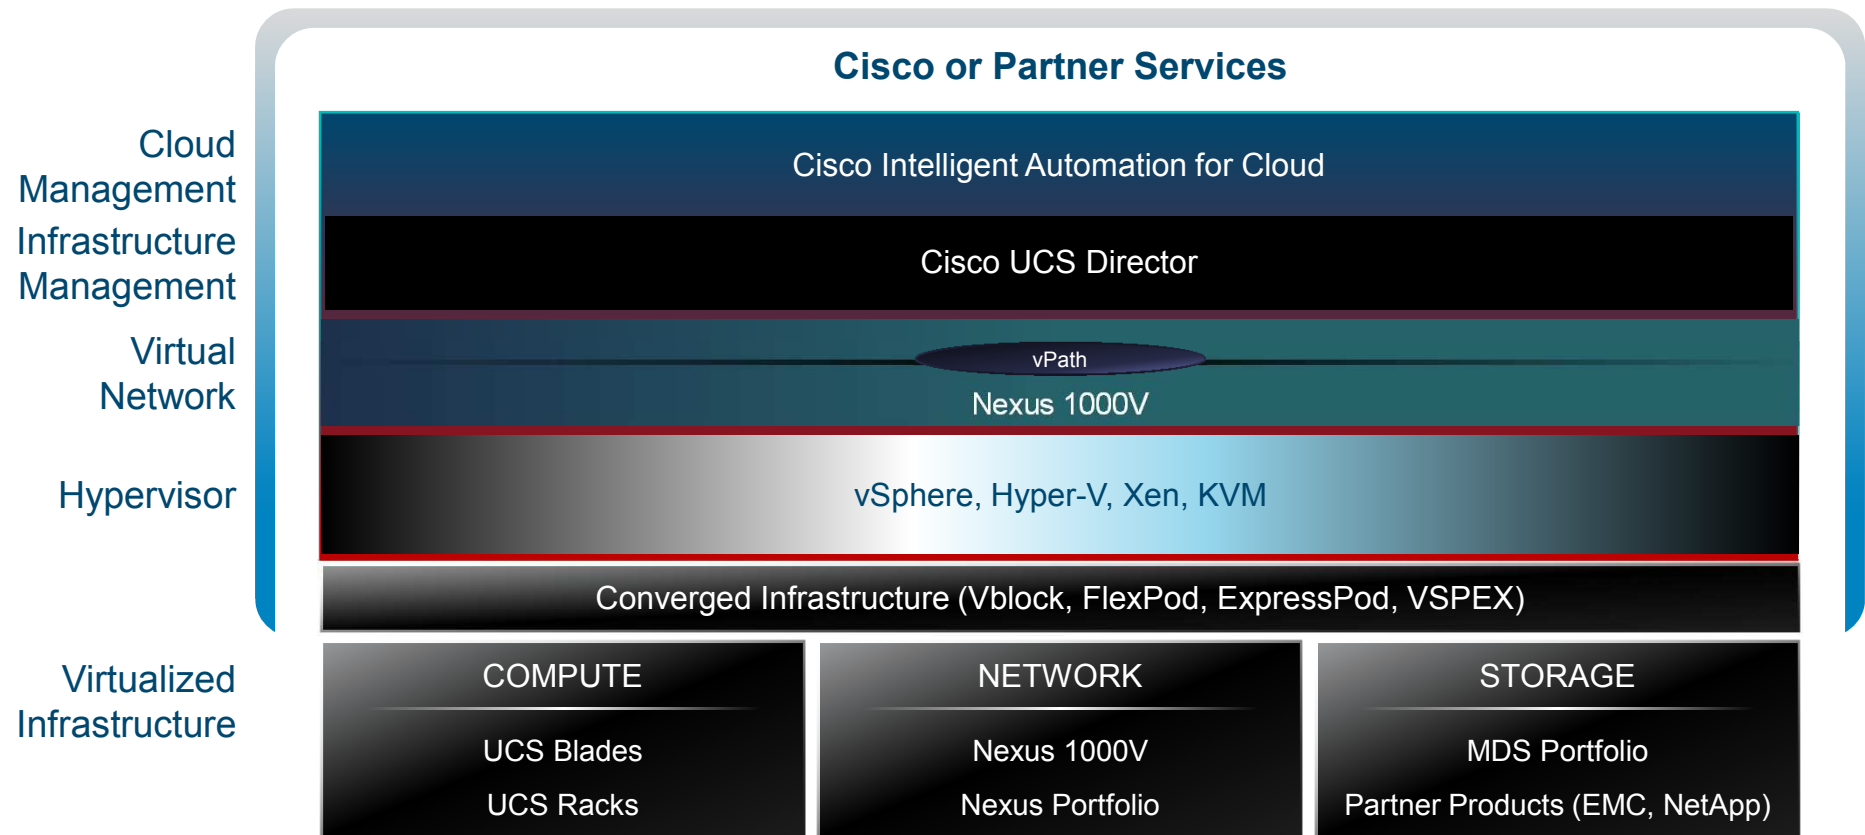 Cisco or Partner Services
Cloud
Management
Cisco Intelligent Automation for Cloud
Infrastructure
Management
Cisco UCS Director
Virtual
Network
vPath
Nexus 1000V
Hypervisor
vSphere, Hyper-V, Xen, KVM
Converged Infrastructure (Vblock, FlexPod, ExpressPod, VSPEX)
Virtualized
Infrastructure
COMPUTE
UCS Blades
UCS Racks
NETWORK
Nexus 1000V
Nexus Portfolio
STORAGE
MDS Portfolio
Partner Products (EMC, NetApp)